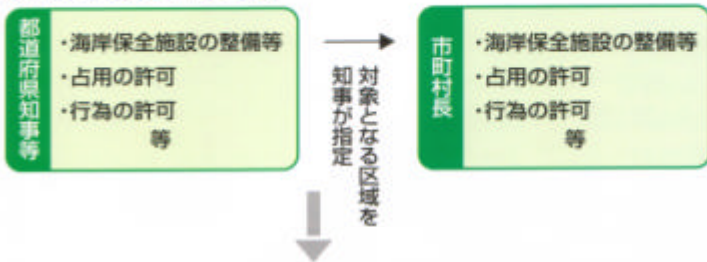 都道府県知事等
・海岸保全施設の整備等
・占用の許可
・行為の許可
等
対象となる区域を
知事が指定
市町村長
・海岸保全施設の整備等
・占用の許可
・行為の許可
等